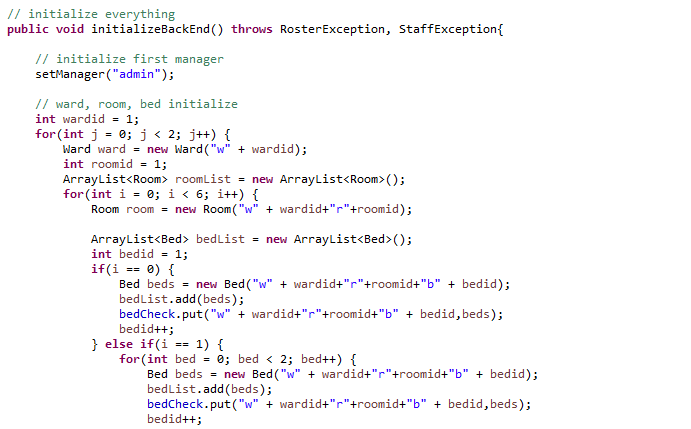 // initialize everything
public void initializeBackEnd() throws RosterException, StaffException{
// initialize first manager
setManager("admin");
// ward, room, bed initialize
int wardid = 1;
for(int j = 0; j < 2; j++) {
Ward ward = new Ward("w" + wardid);
int roomid = 1;
ArrayList<Room> roomList = new ArrayList<Room>();
for(int i = 0; i < 6; i++) {
Room room = new Room("w" + wardid+"r"+roomid);
ArrayList<Bed> bedList = new ArrayList<Bed>();
int bedid = 1;
if(i == 0) {
Bed beds = new Bed("w" + wardid+"r"+roomid+"b" + bedid);
bedList.add(beds);
bedCheck.put("w" + wardid+"r"+roomid+"b" + bedid,beds);
bedid++;
} else if(i == 1) {
for(int bed = 0; bed < 2; bed++) {
Bed beds = new Bed("w" + wardid+"r"+roomid+"b" + bedid);
bedList.add(beds);
bedCheck.put("w" + wardid+"r"+roomid+"b" + bedid,beds);
bedid++;